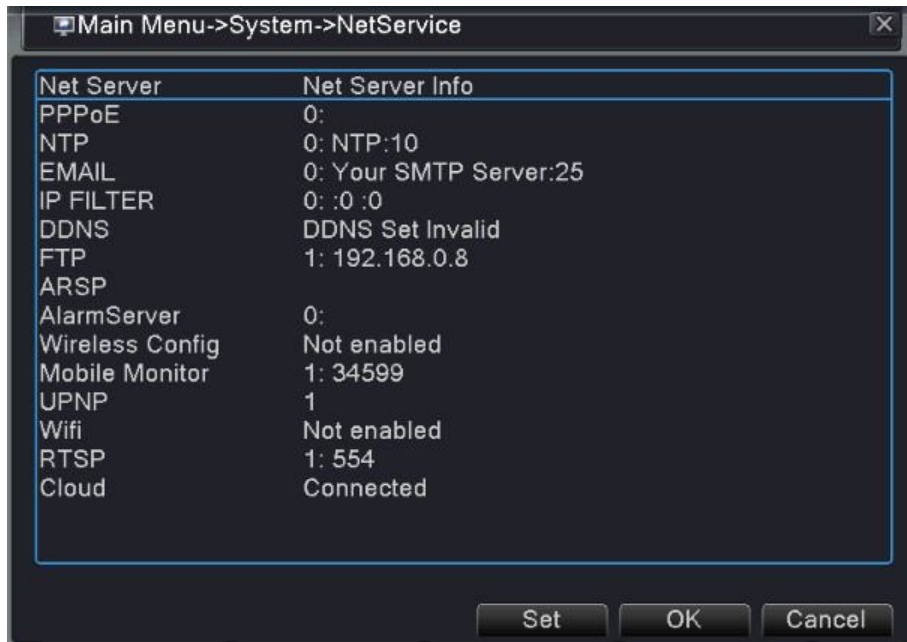 Main Menu->System->NetService
Net Server Net Server Info
PPPoE 0:
NTP 0: NTP:10
EMAIL 0: Your SMTP Server:25
IP FILTER 0: :0 :0
DDNS DDNS Set Invalid
FTP 1: 192.168.0.8
ARSP
AlarmServer 0:
Wireless Config Not enabled
Mobile Monitor 1: 34599
UPNP 1
Wifi Not enabled
RTSP 1: 554
Cloud Connected
Set OK Cancel